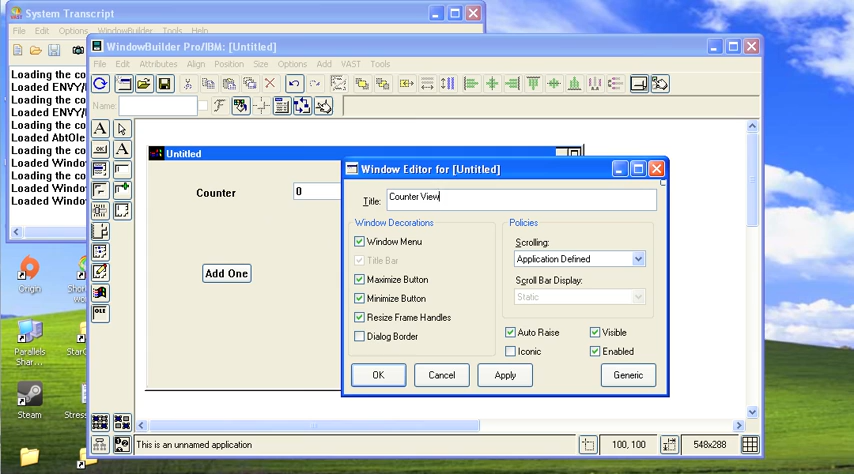 System Transcript
File Edit Options WindowBuilder Tools Help
Loading the co
Loaded ENVY/
Loading the co
Loaded ENVY/
Loading the co
Loaded AbtOle
Loading the co
Loaded Windo
Loading the co
Loaded Windo
Loaded Windo
WindowBuilder Pro/IBM: [Untitled]
File Edit Attributes Align Position Size Options Add VAST Tools
Name:
Untitled
Counter 0
Add One
Window Editor for [Untitled]
Title: Counter View
Window Decorations
Window Menu
Title Bar
Maximize Button
Minimize Button
Resize Frame Handles
Dialog Border
Policies
Scrolling:
Application Defined
Scroll Bar Display:
Static
Auto Raise Visible
Iconic Enabled
OK Cancel Apply Generic
OLE
This is an unnamed application
100, 100
548x288
Origin
Parallels
Shar...
StarC
Steam
Stress